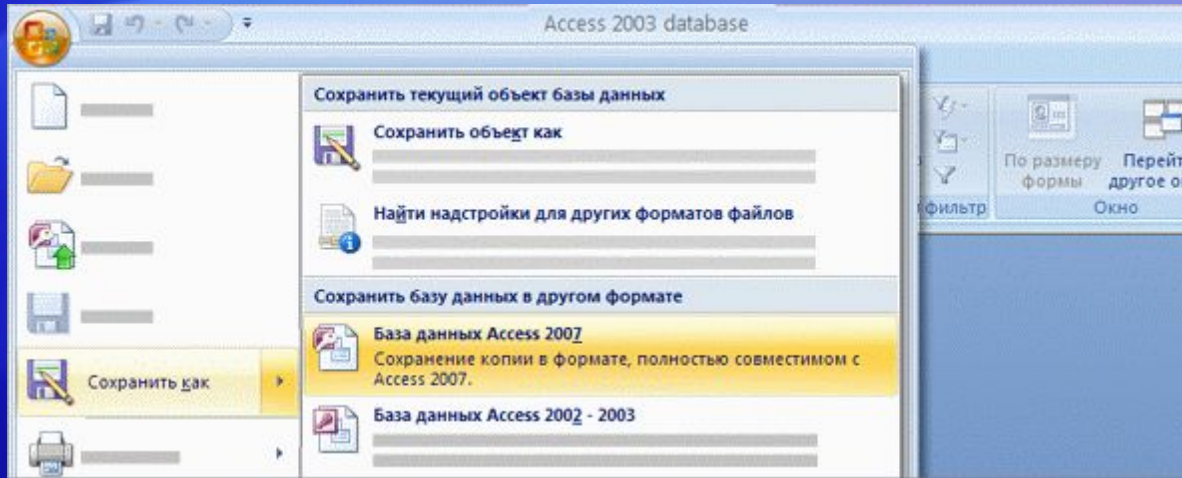 Access 2003 database
Сохранить текущий объект базы данных
Сохранить объект как
Найти надстройки для других форматов файлов
Сохранить базу данных в другом формате
База данных Access 2007
Сохранение копии в формате, полностью совместимом с
Access 2007.
База данных Access 2002 - 2003
Сохранить как
По размеру
формы
Перейт
другое о
фильтр
Окно